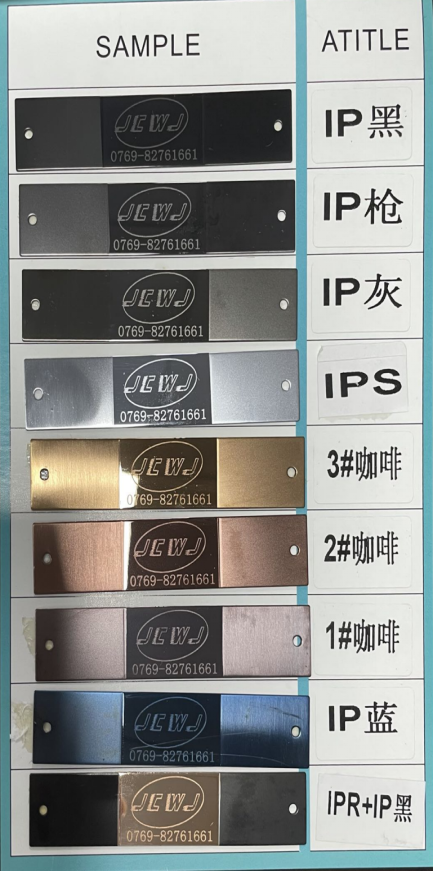 SAMPLE ATITLE
JCWJ IP黑
0769-82761661
JCWJ IP枪
0769-82761661
JCWJ IP灰
0769-82761661
JCWJ IPS
0769-82761661
JCWJ 3#咖啡
0769-82761661
JCWJ 2#咖啡
0769-82761661
JCWJ 1#咖啡
0769-82761661
JCWJ IP蓝
0769-82761661
JCWJ IPR+IP黑
0769-82761661